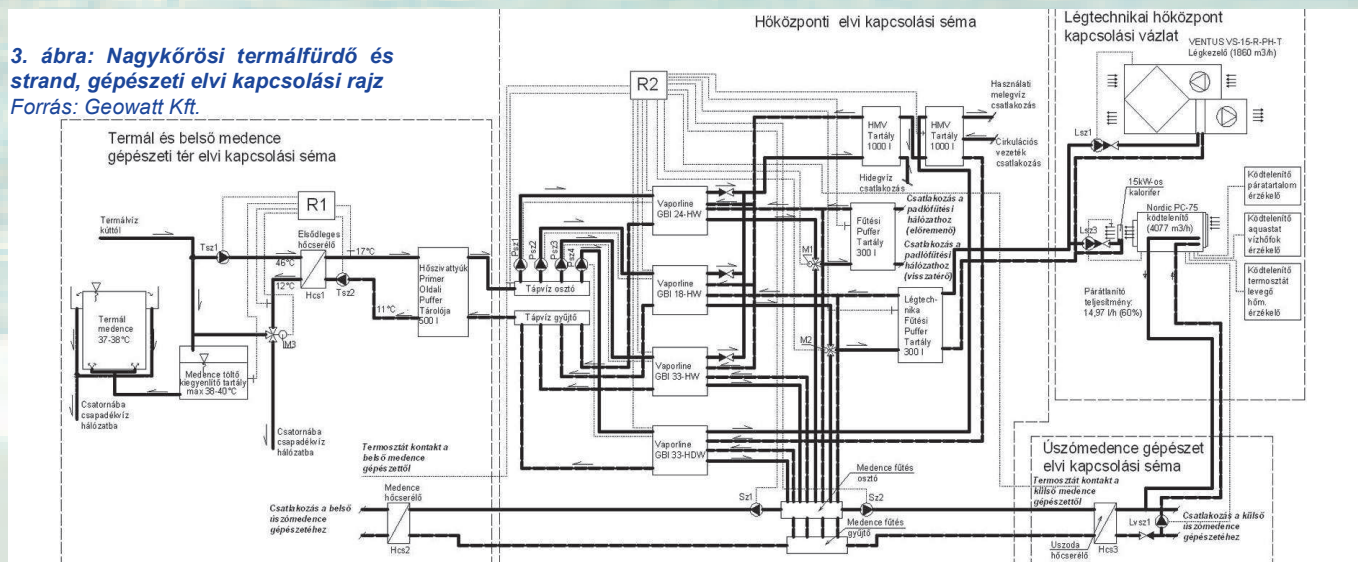 3. ábra: Nagykőrösi termálfürdő és
strand, gépészeti elvi kapcsolási rajz
Forrás: Geowatt Kft.
Hőközponti elvi kapcsolási séma
Légtechnikai hőközpont
kapcsolási vázlat
VENTUS VS-15-R-PH-T
Légkezelő (1860 m3/h)
Lsz1
Termál és belső medence
gépészeti tér elvi kapcsolási séma
R1
R2
Termálvíz
kúttól
Tsz1
Elsődleges
hőcserélő
46°C
17°C
12°C
11°C
Hcs1
Tsz2
M3
Termál
medence
37-38°C
Medence töltő
kiegyenlítő tartály
max 38-40°C
Csatornába
csapadékvíz
hálózatba
Csatornába
csapadékvíz
hálózatba
Hőszivattyúk
Primer
Oldali
Puffer
Tárolója
500 l
Psz1
Psz2
Psz3
Psz4
Tápvíz osztó
Tápvíz gyűjtő
Vaporline
GBI 24-HW
Vaporline
GBI 18-HW
Vaporline
GBI 33-HW
Vaporline
GBI 33-HDW
HMV
Tartály
1000 l
HMV
Tartály
1000 l
Használati
melegvíz
csatlakozás
Cirkulációs
vezeték
csatlakozás
Hidegvíz
csatlakozás
M1
Fűtési
Puffer
Tartály
300 l
Csatlakozás a
padlófűtési
hálózathoz
(előremenő)
Csatlakozás a
padlófűtési
hálózathoz
(visszatérő)
M2
Légtech-
nika
Fűtési
Puffer
Tartály
300 l
15kW-os
kalorifer
Lsz3
Nordic PC-75
ködtelenítő
(4077 m3/h)
Ködtelenítő
páratartalom
érzékelő
Ködtelenítő
aquastat
vízhőfok
érzékelő
Ködtelenítő
termosztát
levegő
hőm.
érzékelő
Párátlanító
teljesítmény:
14,97 l/h (60%)
Termosztát kontakt a
belső medence
gépészettől
Medence
hőcserélő
Csatlakozás a belső
úszómedence
gépészetéhez
Hcs2
Sz1
Sz2
Medence fűtés
osztó
Medence fűtés
gyűjtő
Úszómedence gépészet
elvi kapcsolási séma
Termosztát kontakt a
külső medence
gépészettől
Lvsz1
Csatlakozás a külső
úszómedence
gépészetéhez
Uszoda
hőcserélő
Hcs3